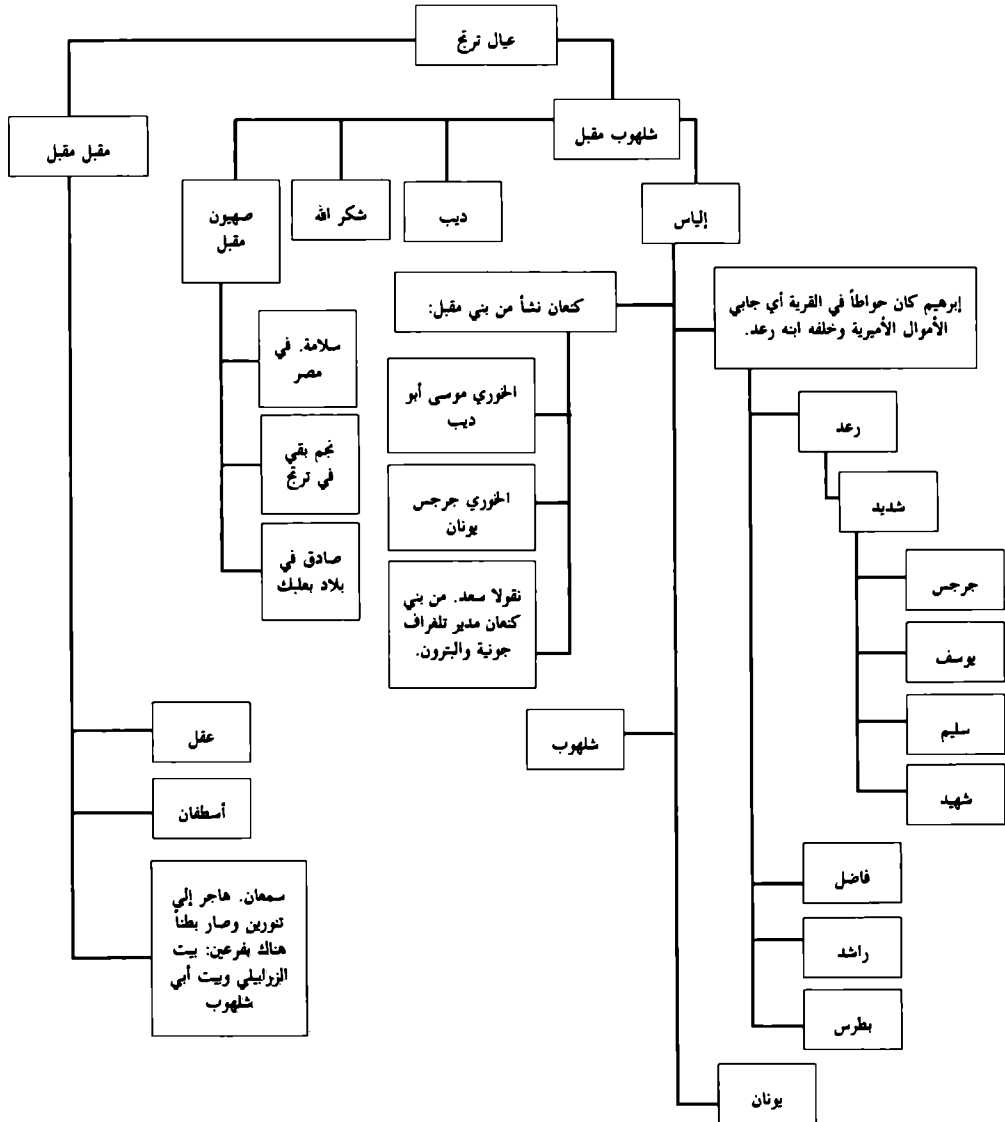 عيال ترتج
شلهوب مقبل
مقبل مقبل
إلياس
ديب
شكر الله
صهيون
مقبل
إبرهيم كان حواطاً في القرية أي جابي
الأموال الأميرية وخلفه ابنه رعد.
كنعان نشأ من بني مقبل:
رعد
شديد
جرجس
يوسف
سليم
شهيد
فاضل
راشد
بطرس
الخوري موسى أبو
ديب
الخوري جرجس
يونان
نقولا سعد. من بني
كنعان مدير تلغراف
جونية والبترون.
شلهوب
يونان
سلامة. في
مصر
نجم بقي
في ترتج
صادق في
بلاد بعلبك
عقل
أسطفان
سمعان. هاجر إلي
تنورين وصار بطناً
هناك بفرعين: بيت
الزرابيلي وبيت أبي
شلهوب